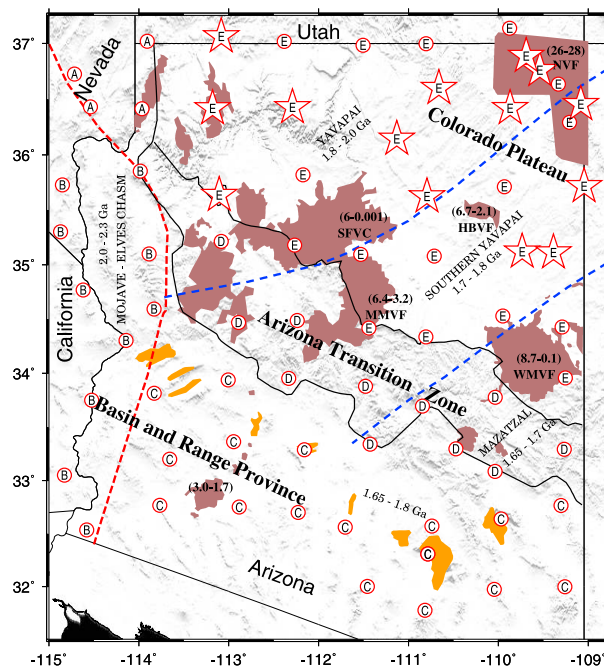 37°
36°
35°
34°
33°
32°
-115
-114
-113
-112
-111
-110
-109
Utah
Nevada
California
Arizona
Colorado Plateau
Arizona Transition Zone
Basin and Range Province
YAVAPAI
1.8 - 2.0 Ga
MOJAVE - ELVES CHASM
2.0 - 2.3 Ga
SOUTHERN YAVAPAI
1.7 - 1.8 Ga
MAZATZAL
1.65 - 1.7 Ga
1.65 - 1.8 Ga
(26-28)
NVF
(6-0.001)
SFVC
(6.7-2.1)
HBVF
(6.4-3.2)
MMVF
(8.7-0.1)
WMVF
(3.0-1.7)
A E E E E E
A E E E
A E E E E E E
E
B B E E E E E
B B D E E E E E E
B B D D E E E E
B D D D D D
B C C C D D D D
B C C C C C C
B C C C C